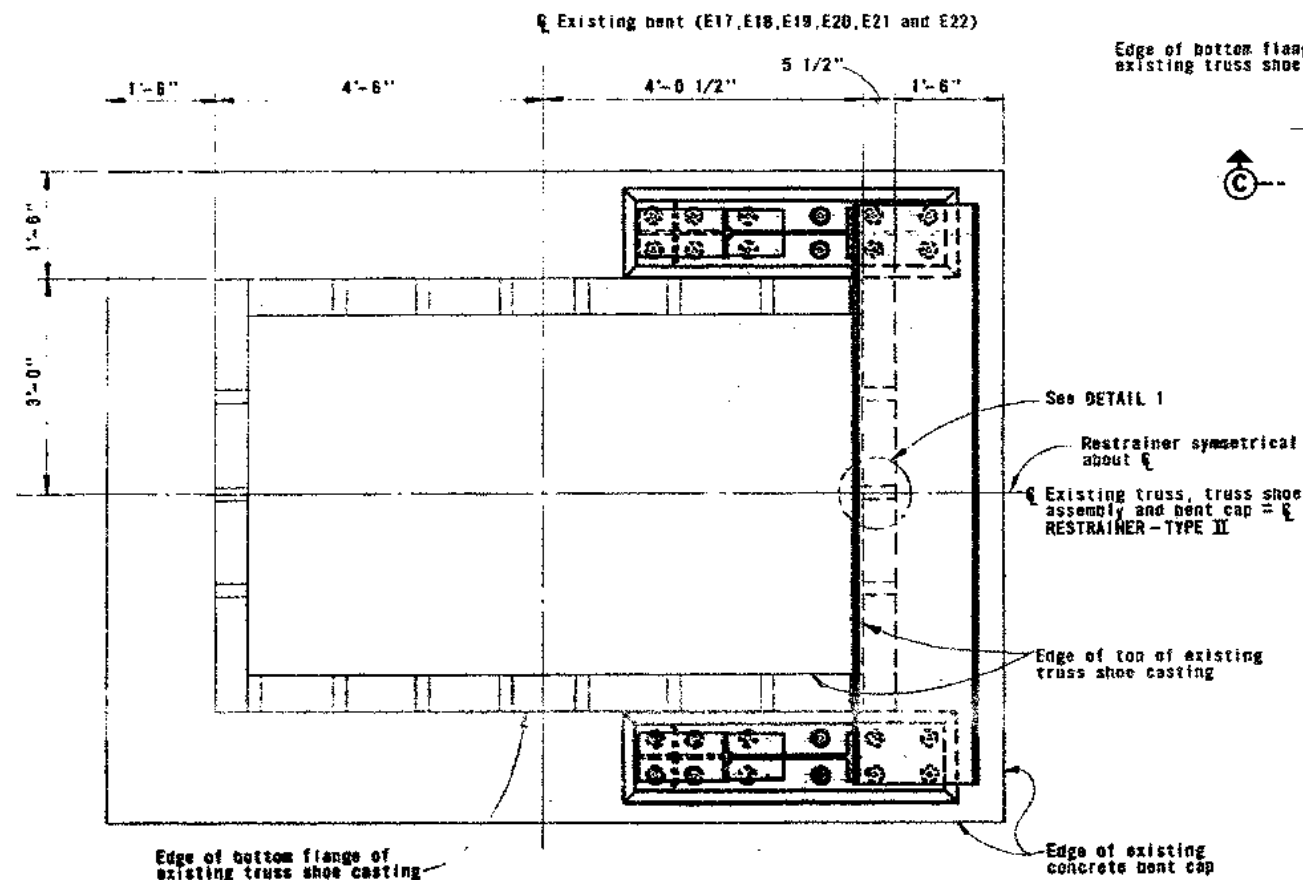 ℄ Existing bent (E17,E18,E19,E20,E21 and E22)
Edge of bottom flang
existing truss shoe
5 1/2"
1'-6"
4'-6"
4'-0 1/2"
1'-6"
C
1'-6"
3'-0"
See DETAIL 1
Restrainer symmetrical
about ℄
℄ Existing truss, truss shoe
assembly and bent cap = ℄
RESTRAINER-TYPE II
Edge of top of existing
truss shoe casting
Edge of existing
concrete bent cap
Edge of bottom flange of
existing truss shoe casting